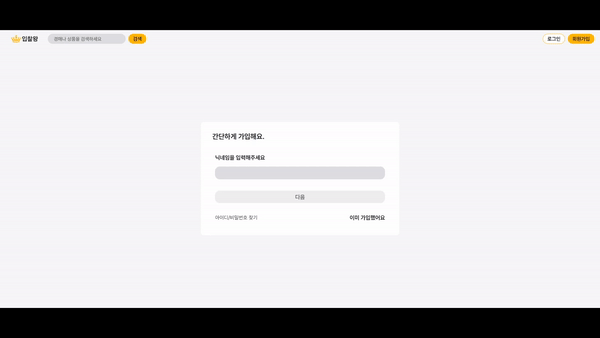 입찰왕
경매나 상품을 검색하세요
검색
로그인
회원가입
간단하게 가입해요.
닉네임을 입력해주세요
다음
아이디/비밀번호 찾기
이미 가입했어요